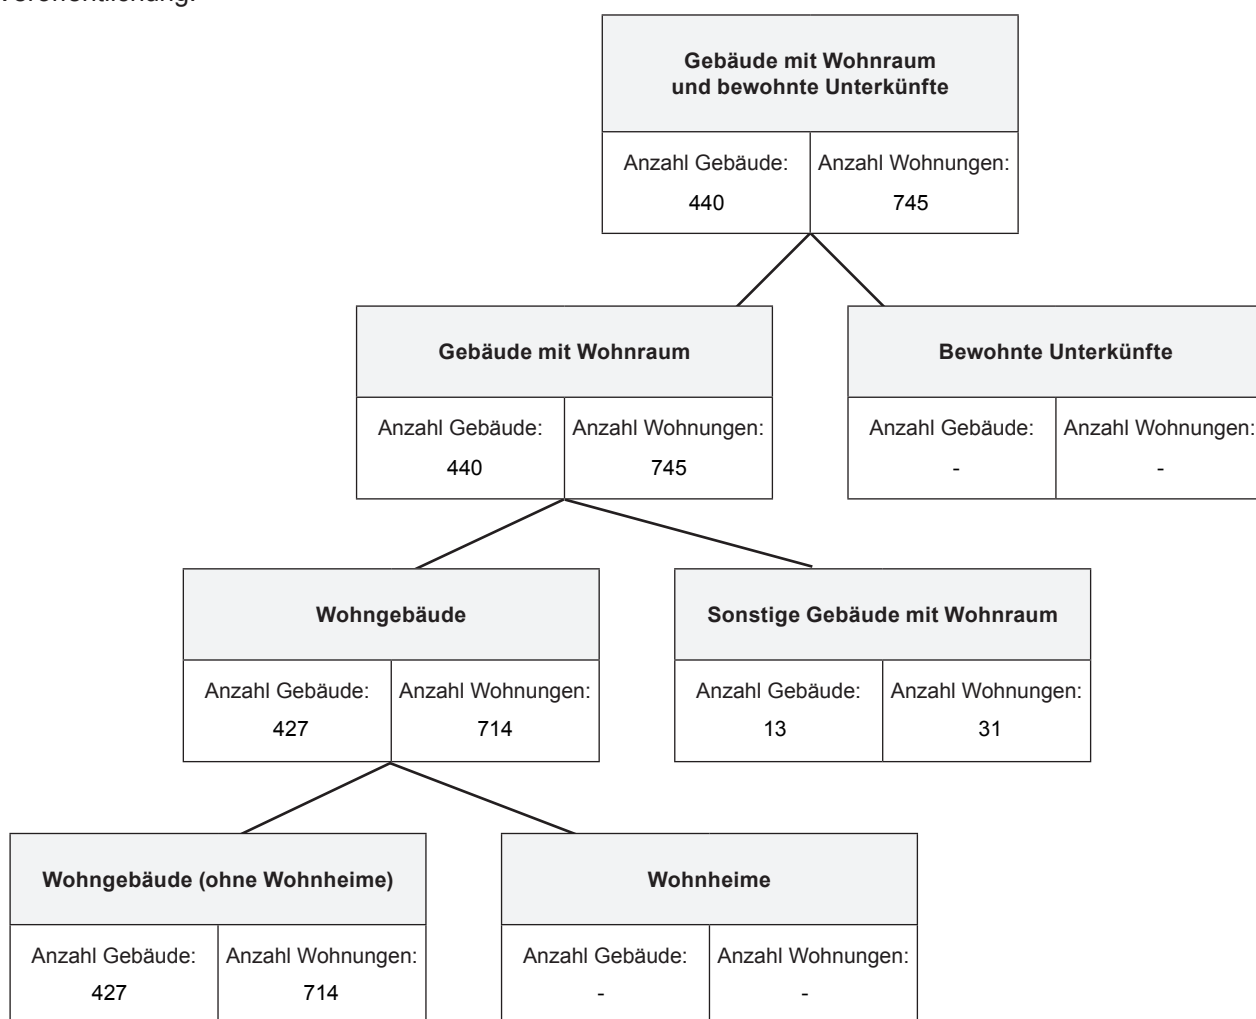 Veröffentlichung.
Gebäude mit Wohnraum
und bewohnte Unterkünfte
Anzahl Gebäude: Anzahl Wohnungen:
440 745
Gebäude mit Wohnraum Bewohnte Unterkünfte
Anzahl Gebäude: Anzahl Wohnungen: Anzahl Gebäude: Anzahl Wohnungen:
440 745 - -
Wohngebäude Sonstige Gebäude mit Wohnraum
Anzahl Gebäude: Anzahl Wohnungen: Anzahl Gebäude: Anzahl Wohnungen:
427 714 13 31
Wohngebäude (ohne Wohnheime) Wohnheime
Anzahl Gebäude: Anzahl Wohnungen: Anzahl Gebäude: Anzahl Wohnungen:
427 714 - -